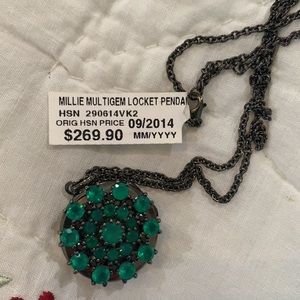 MILLIE MULTIGEM LOCKET PENDA
HSN 290614VK2
ORIG HSN PRICE 09/2014
$269.90 MM/YYYY